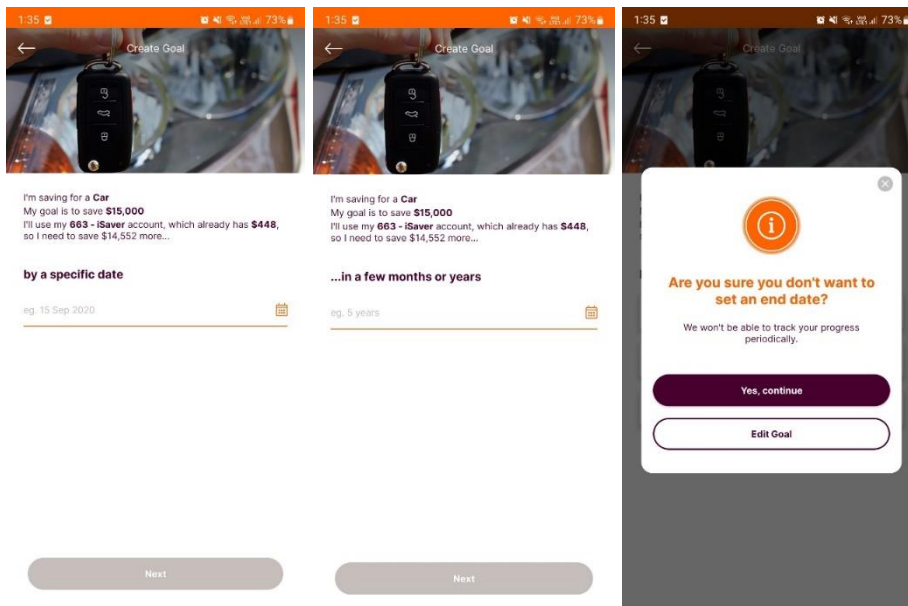 1:35
73%
Create Goal
I'm saving for a Car
My goal is to save $15,000
I'll use my 663 - iSaver account, which already has $448,
so I need to save $14,552 more...
by a specific date
eg. 15 Sep 2020
Next
1:35
73%
Create Goal
I'm saving for a Car
My goal is to save $15,000
I'll use my 663 - iSaver account, which already has $448,
so I need to save $14,552 more...
...in a few months or years
eg. 5 years
Next
1:35
73%
Create Goal
Are you sure you don't want to
set an end date?
We won't be able to track your progress
periodically.
Yes, continue
Edit Goal